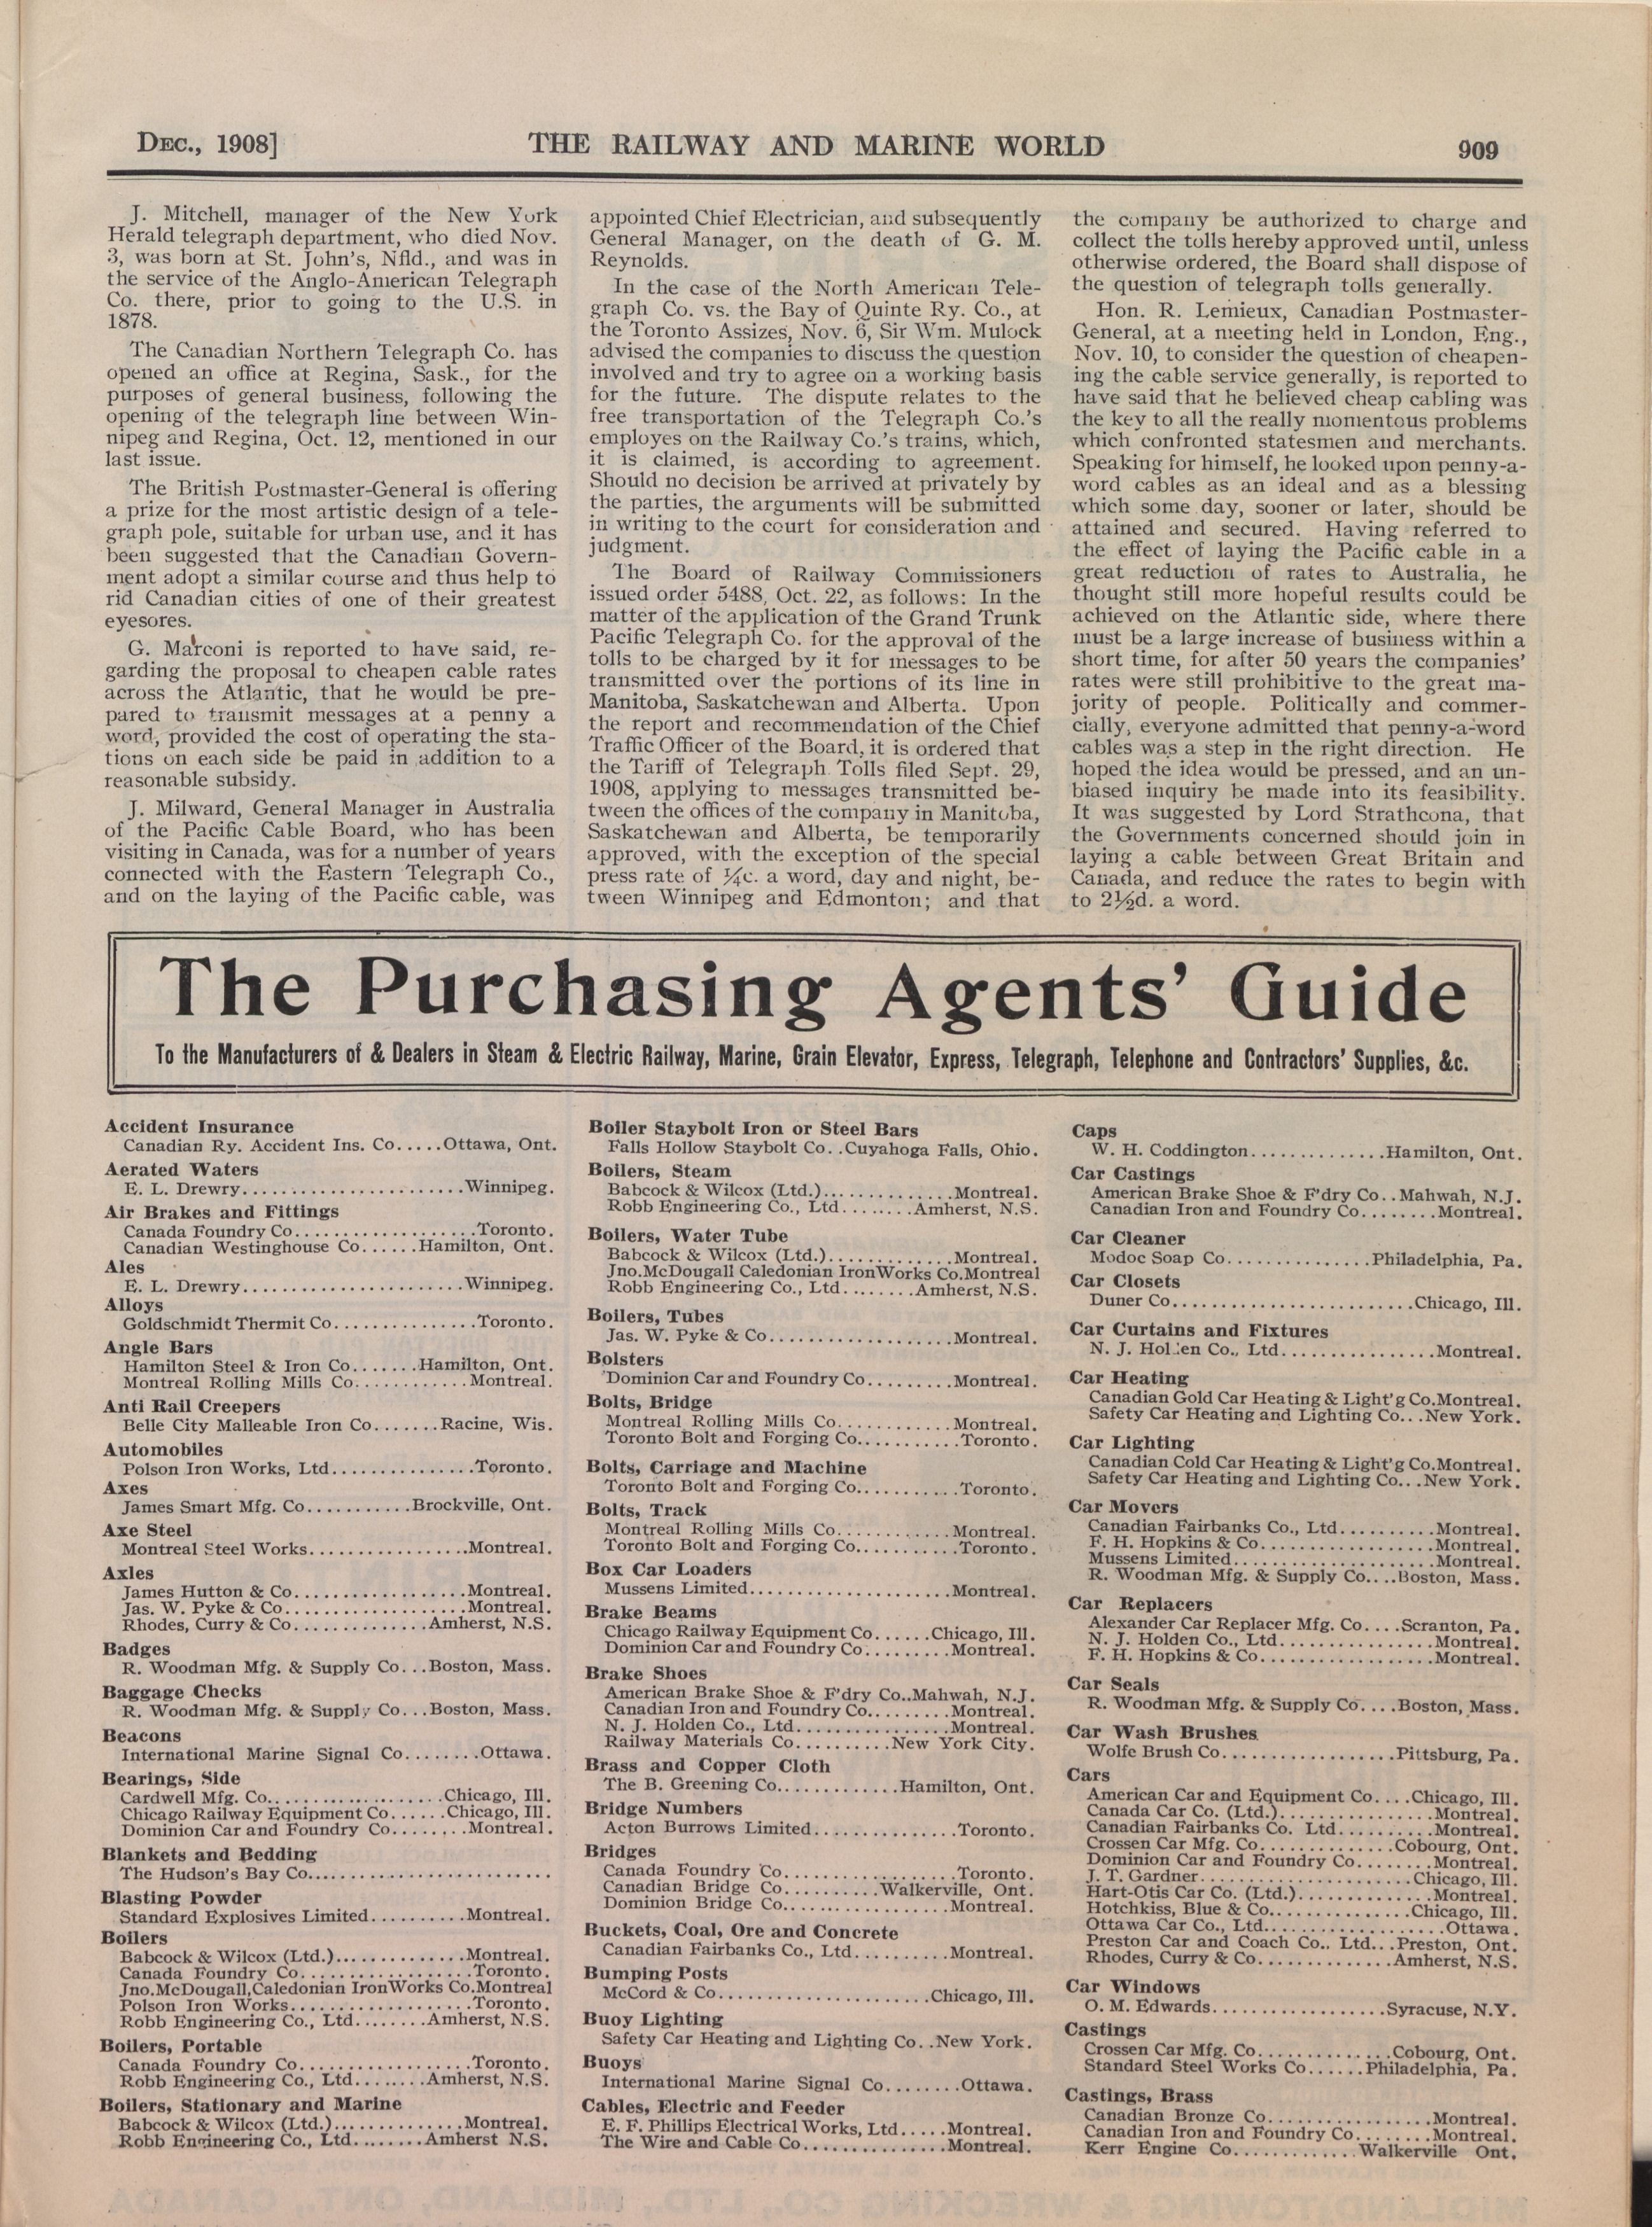 DEC., 1908]
THE RAILWAY AND MARINE WORLD
909
J. Mitchell, manager of the New York
Herald telegraph department, who died Nov.
3, was born at St. John's, Nfld., and was in
the service of the Anglo-American Telegraph
Co. there, prior to going to the U.S. in
1878.
The Canadian Northern Telegraph Co. has
opened an office at Regina, Sask., for the
purposes of general business, following the
opening of the telegraph line between Win-
nipeg and Regina, Oct. 12, mentioned in our
last issue.
The British Postmaster-General is offering
a prize for the most artistic design of a tele-
graph pole, suitable for urban use, and it has
been suggested that the Canadian Govern-
ment adopt a similar course and thus help to
rid Canadian cities of one of their greatest
eyesores.
G. Marconi is reported to have said, re-
garding the proposal to cheapen cable rates
across the Atlantic, that he would be pre-
pared to transmit messages at a penny a
word, provided the cost of operating the sta-
tions on each side be paid in addition to a
reasonable subsidy.
J. Milward, General Manager in Australia
of the Pacific Cable Board, who has been
visiting in Canada, was for a number of years
connected with the Eastern Telegraph Co.,
and on the laying of the Pacific cable, was
appointed Chief Electrician, and subsequently
General Manager, on the death of G. M.
Reynolds.
In the case of the North American Tele-
graph Co. vs. the Bay of Quinte Ry. Co., at
the Toronto Assizes, Nov. 6, Sir Wm. Mulock
advised the companies to discuss the question
involved and try to agree on a working basis
for the future. The dispute relates to the
free transportation of the Telegraph Co.'s
employes on the Railway Co.'s trains, which,
it is claimed, is according to agreement.
Should no decision be arrived at privately by
the parties, the arguments will be submitted
in writing to the court for consideration and
judgment.
The Board of Railway Commissioners
issued order 5488, Oct. 22, as follows: In the
matter of the application of the Grand Trunk
Pacific Telegraph Co. for the approval of the
tolls to be charged by it for messages to be
transmitted over the portions of its line in
Manitoba, Saskatchewan and Alberta. Upon
the report and recommendation of the Chief
Traffic Officer of the Board, it is ordered that
the Tariff of Telegraph Tolls filed Sept. 29,
1908, applying to messages transmitted be-
tween the offices of the company in Manitoba,
Saskatchewan and Alberta, be temporarily
approved, with the exception of the special
press rate of ¼c. a word, day and night, be-
tween Winnipeg and Edmonton; and that
the company be authorized to charge and
collect the tolls hereby approved until, unless
otherwise ordered, the Board shall dispose of
the question of telegraph tolls generally.
Hon. R. Lemieux, Canadian Postmaster-
General, at a meeting held in London, Eng.,
Nov. 10, to consider the question of cheapen-
ing the cable service generally, is reported to
have said that he believed cheap cabling was
the key to all the really momentous problems
which confronted statesmen and merchants.
Speaking for himself, he looked upon penny-a-
word cables as an ideal and as a blessing
which some day, sooner or later, should be
attained and secured. Having referred to
the effect of laying the Pacific cable in a
great reduction of rates to Australia, he
thought still more hopeful results could be
achieved on the Atlantic side, where there
must be a large increase of business within a
short time, for after 50 years the companies'
rates were still prohibitive to the great ma-
jority of people. Politically and commer-
cially, everyone admitted that penny-a-word
cables was a step in the right direction. He
hoped the idea would be pressed, and an un-
biased inquiry be made into its feasibility.
It was suggested by Lord Strathcona, that
the Governments concerned should join in
laying a cable between Great Britain and
Canada, and reduce the rates to begin with
to 2½d. a word.
The Purchasing Agents' Guide
To the Manufacturers of & Dealers in Steam & Electric Railway, Marine, Grain Elevator, Express, Telegraph, Telephone and Contractors' Supplies, &c.
Accident Insurance
Canadian Ry. Accident Ins. Co.....Ottawa, Ont.
Aerated Waters
E. L. Drewry.......................Winnipeg.
Air Brakes and Fittings
Canada Foundry Co...................Toronto.
Canadian Westinghouse Co......Hamilton, Ont.
Ales
E. L. Drewry.......................Winnipeg.
Alloys
Goldschmidt Thermit Co...............Toronto.
Angle Bars
Hamilton Steel & Iron Co.......Hamilton, Ont.
Montreal Rolling Mills Co............Montreal.
Anti Rail Creepers
Belle City Malleable Iron Co.......Racine, Wis.
Automobiles
Polson Iron Works, Ltd...............Toronto.
Axes
James Smart Mfg. Co...........Brockville, Ont.
Axe Steel
Montreal Steel Works.................Montreal.
Axles
James Hutton & Co..................Montreal.
Jas. W. Pyke & Co...................Montreal.
Rhodes, Curry & Co..............Amherst, N.S.
Badges
R. Woodman Mfg. & Supply Co...Boston, Mass.
Baggage Checks
R. Woodman Mfg. & Supply Co...Boston, Mass.
Beacons
International Marine Signal Co........Ottawa.
Bearings, Side
Cardwell Mfg. Co...................Chicago, Ill.
Chicago Railway Equipment Co......Chicago, Ill.
Dominion Car and Foundry Co........Montreal.
Blankets and Bedding
The Hudson's Bay Co.........................
Blasting Powder
Standard Explosives Limited..........Montreal.
Boilers
Babcock & Wilcox (Ltd.)..............Montreal.
Canada Foundry Co..................Toronto.
Jno.McDougall,Caledonian IronWorks Co.Montreal
Polson Iron Works...................Toronto.
Robb Engineering Co., Ltd........Amherst, N.S.
Boilers, Portable
Canada Foundry Co..................Toronto.
Robb Engineering Co., Ltd........Amherst, N.S.
Boilers, Stationary and Marine
Babcock & Wilcox (Ltd.)..............Montreal.
Robb Engineering Co., Ltd........Amherst N.S.
Boiler Staybolt Iron or Steel Bars
Falls Hollow Staybolt Co..Cuyahoga Falls, Ohio.
Boilers, Steam
Babcock & Wilcox (Ltd.)..............Montreal.
Robb Engineering Co., Ltd........Amherst, N.S.
Boilers, Water Tube
Babcock & Wilcox (Ltd.).............Montreal.
Jno.McDougall Caledonian IronWorks Co.Montreal
Robb Engineering Co., Ltd........Amherst, N.S.
Boilers, Tubes
Jas. W. Pyke & Co...................Montreal.
Bolsters
Dominion Car and Foundry Co.........Montreal.
Bolts, Bridge
Montreal Rolling Mills Co............Montreal.
Toronto Bolt and Forging Co...........Toronto.
Bolts, Carriage and Machine
Toronto Bolt and Forging Co...........Toronto.
Bolts, Track
Montreal Rolling Mills Co............Montreal.
Toronto Bolt and Forging Co...........Toronto.
Box Car Loaders
Mussens Limited.....................Montreal.
Brake Beams
Chicago Railway Equipment Co......Chicago, Ill.
Dominion Car and Foundry Co.........Montreal.
Brake Shoes
American Brake Shoe & F'dry Co..Mahwah, N.J.
Canadian Iron and Foundry Co.........Montreal.
N. J. Holden Co., Ltd................Montreal.
Railway Materials Co..........New York City.
Brass and Copper Cloth
The B. Greening Co.............Hamilton, Ont.
Bridge Numbers
Acton Burrows Limited...............Toronto.
Bridges
Canada Foundry Co..................Toronto.
Canadian Bridge Co..........Walkerville, Ont.
Dominion Bridge Co.................Montreal.
Buckets, Coal, Ore and Concrete
Canadian Fairbanks Co., Ltd..........Montreal.
Bumping Posts
McCord & Co......................Chicago, Ill.
Buoy Lighting
Safety Car Heating and Lighting Co..New York.
Buoys
International Marine Signal Co........Ottawa.
Cables, Electric and Feeder
E. F. Phillips Electrical Works, Ltd.....Montreal.
The Wire and Cable Co...............Montreal.
Caps
W. H. Coddington..............Hamilton, Ont.
Car Castings
American Brake Shoe & F'dry Co..Mahwah, N.J.
Canadian Iron and Foundry Co........Montreal.
Car Cleaner
Modoc Soap Co...............Philadelphia, Pa.
Car Closets
Duner Co.........................Chicago, Ill.
Car Curtains and Fixtures
N. J. Holden Co., Ltd................Montreal.
Car Heating
Canadian Gold Car Heating & Light'g Co.Montreal.
Safety Car Heating and Lighting Co...New York.
Car Lighting
Canadian Cold Car Heating & Light'g Co.Montreal.
Safety Car Heating and Lighting Co...New York.
Car Movers
Canadian Fairbanks Co., Ltd..........Montreal.
F. H. Hopkins & Co..................Montreal.
Mussens Limited.....................Montreal.
R. Woodman Mfg. & Supply Co....Boston, Mass.
Car Replacers
Alexander Car Replacer Mfg. Co....Scranton, Pa.
N. J. Holden Co., Ltd................Montreal.
F. H. Hopkins & Co..................Montreal.
Car Seals
R. Woodman Mfg. & Supply Co....Boston, Mass.
Car Wash Brushes
Wolfe Brush Co..................Pittsburg, Pa.
Cars
American Car and Equipment Co....Chicago, Ill.
Canada Car Co. (Ltd.)................Montreal.
Canadian Fairbanks Co. Ltd..........Montreal.
Crossen Car Mfg. Co..............Cobourg, Ont.
Dominion Car and Foundry Co........Montreal.
J. T. Gardner......................Chicago, Ill.
Hart-Otis Car Co. (Ltd.)..............Montreal.
Hotchkiss, Blue & Co...............Chicago, Ill.
Ottawa Car Co., Ltd...................Ottawa.
Preston Car and Coach Co.. Ltd...Preston, Ont.
Rhodes, Curry & Co..............Amherst, N.S.
Car Windows
O. M. Edwards..................Syracuse, N.Y.
Castings
Crossen Car Mfg. Co..............Cobourg, Ont.
Standard Steel Works Co......Philadelphia, Pa.
Castings, Brass
Canadian Bronze Co.................Montreal.
Canadian Iron and Foundry Co........Montreal.
Kerr Engine Co.............Walkerville Ont.